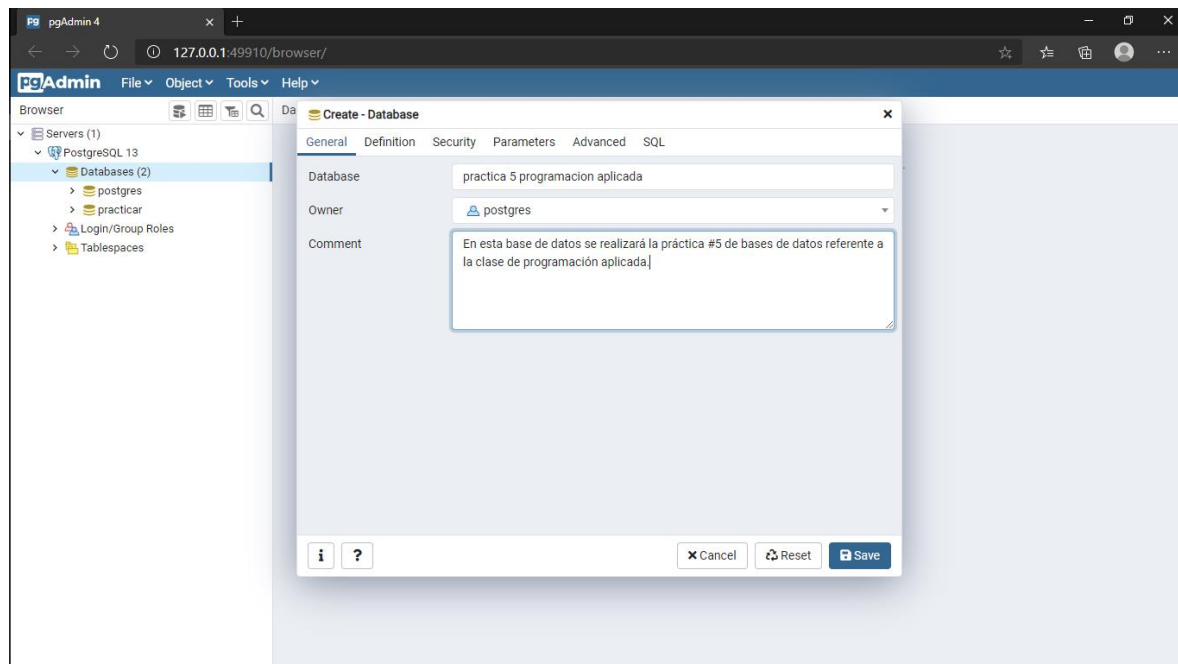 pgAdmin 4
127.0.0.1:49910/browser/
pgAdmin File Object Tools Help
Browser
Servers (1)
PostgreSQL 13
Databases (2)
postgres
practicar
Login/Group Roles
Tablespaces
Da
Create - Database
General Definition Security Parameters Advanced SQL
Database practica 5 programacion aplicada
Owner postgres
Comment En esta base de datos se realizará la práctica #5 de bases de datos referente a
la clase de programación aplicada.
i ? Cancel Reset Save